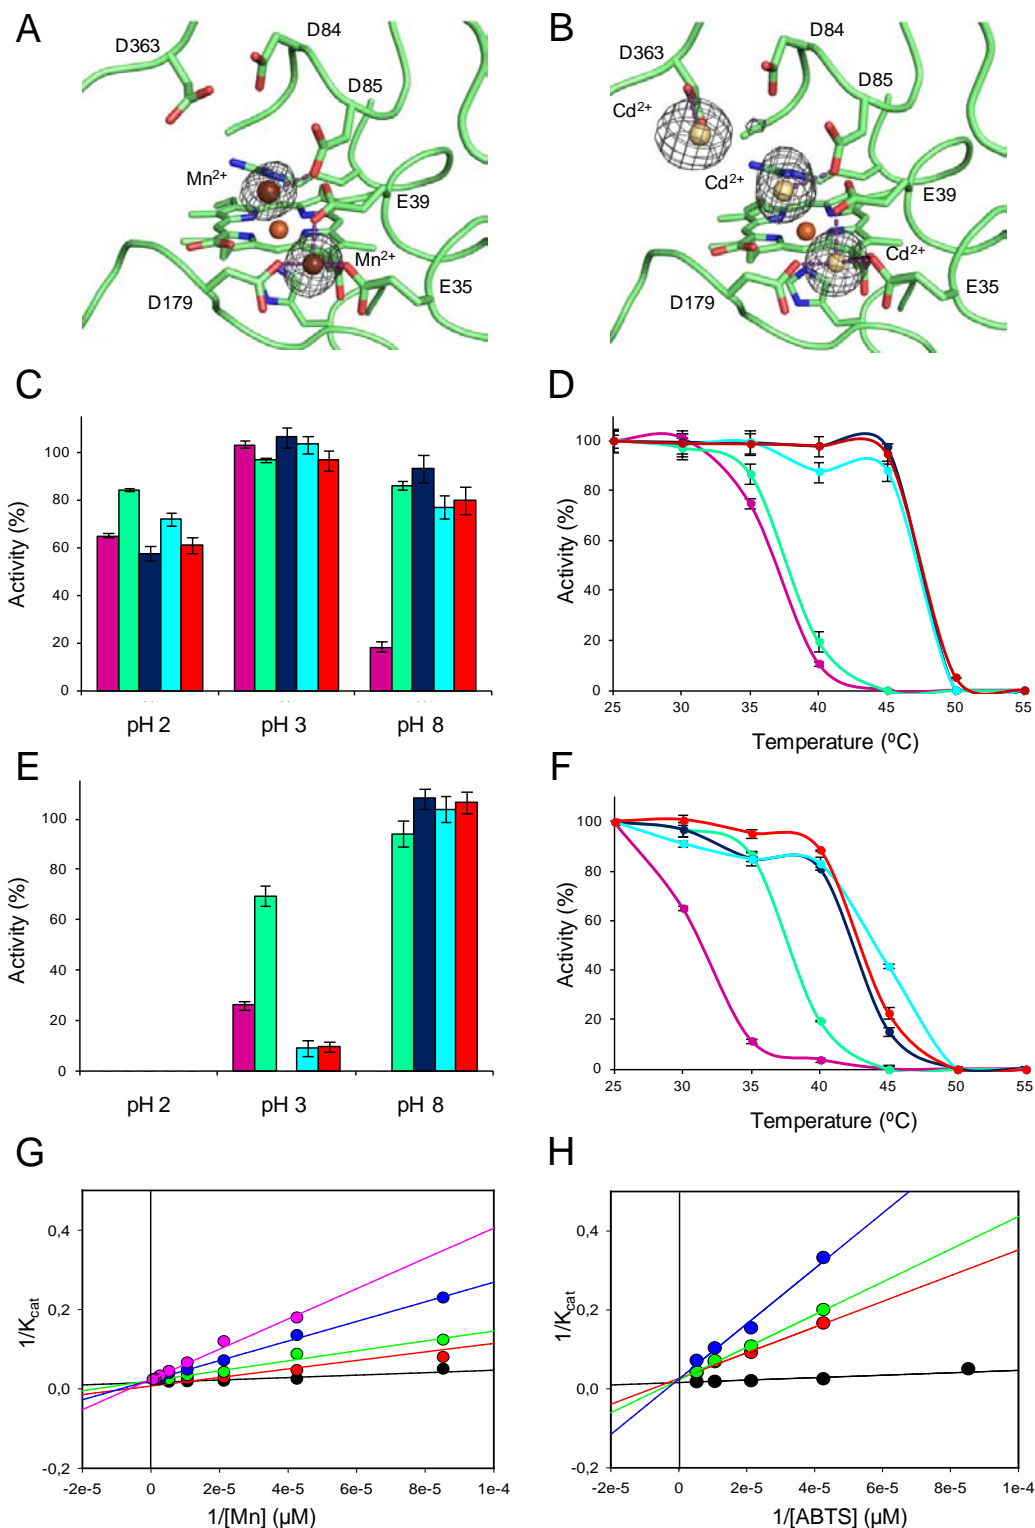 A
B
D84
D363
D85
Mn²⁺
E39
Mn²⁺
D179
E35
D84
D363
D85
Cd²⁺
Cd²⁺
E39
Cd²⁺
D179
E35
C
D
Activity (%)
100
80
60
40
20
0
pH 2
pH 3
pH 8
Activity (%)
100
80
60
40
20
0
25
30
35
40
45
50
55
Temperature (ºC)
E
F
Activity (%)
100
80
60
40
20
0
pH 2
pH 3
pH 8
Activity (%)
100
80
60
40
20
0
25
30
35
40
45
50
55
Temperature (ºC)
G
H
1/Kcat
0,4
0,2
0,0
-0,2
-2e-5
0
2e-5
4e-5
6e-5
8e-5
1e-4
1/[Mn] (µM)
1/Kcat
0,4
0,2
0,0
-0,2
-2e-5
0
2e-5
4e-5
6e-5
8e-5
1e-4
1/[ABTS] (µM)